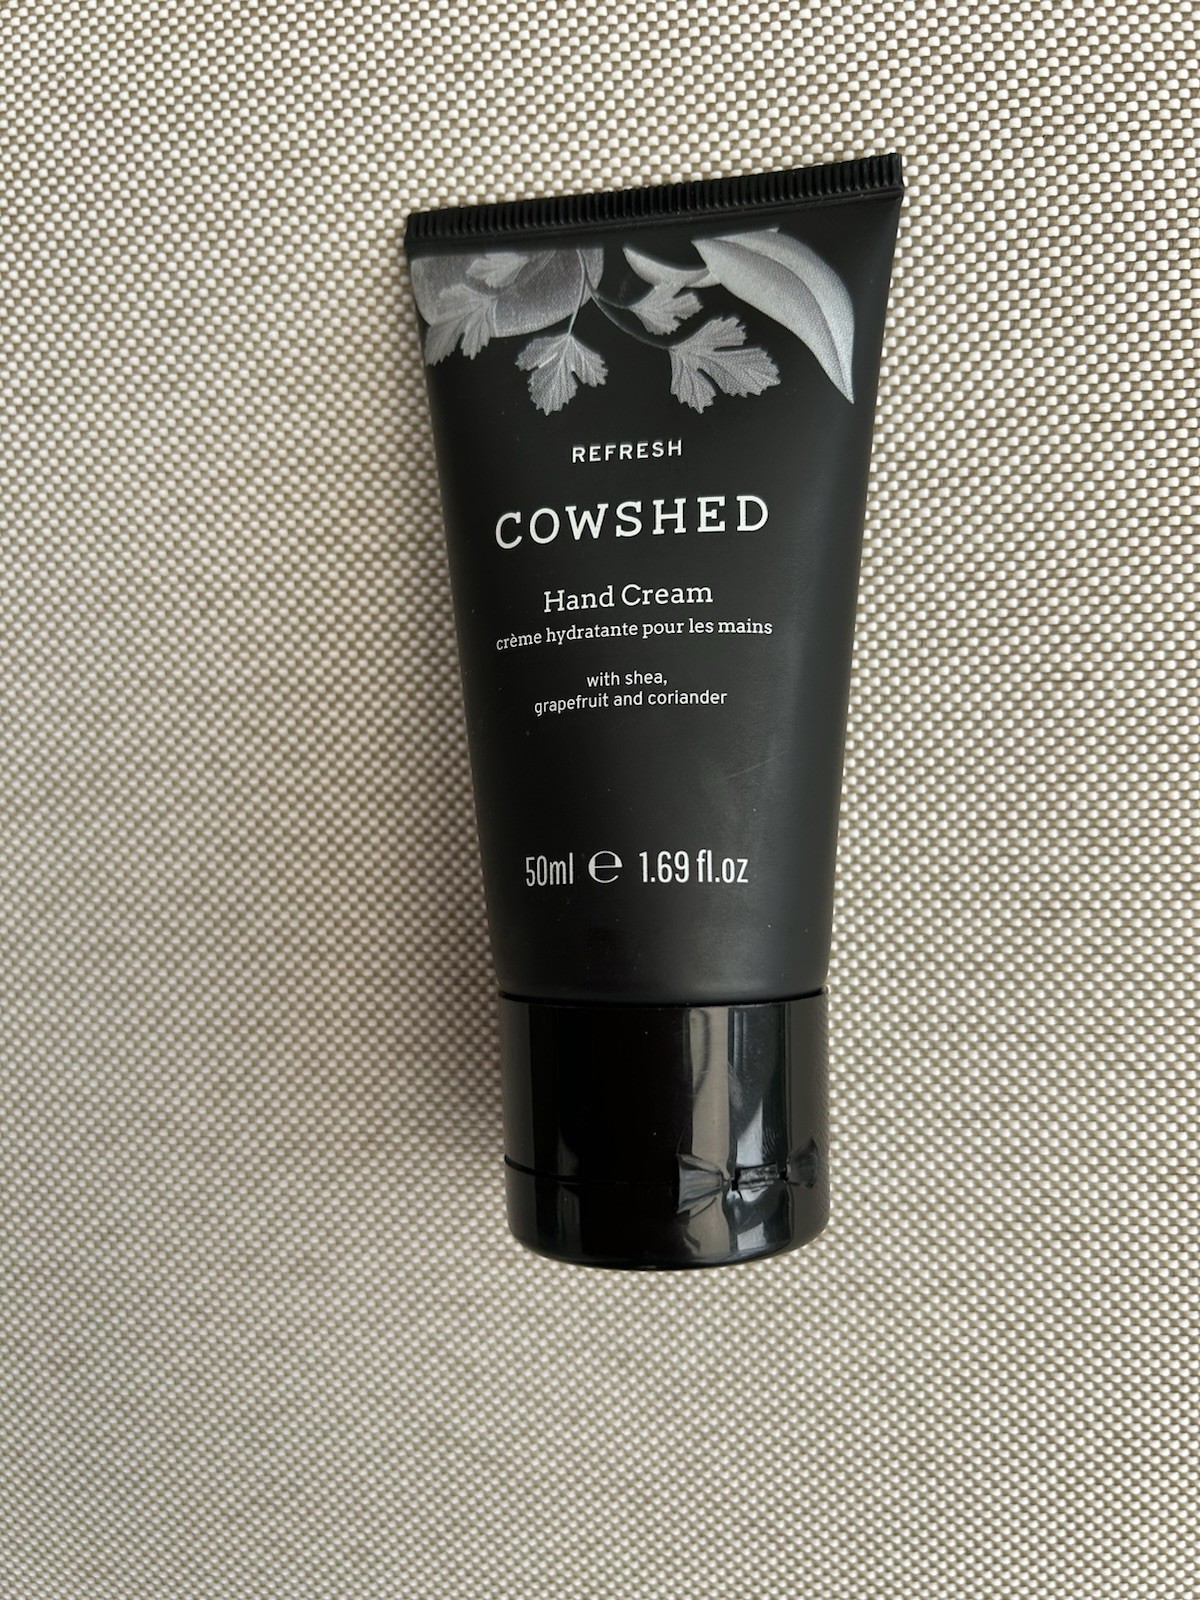 REFRESH
COWSHED
Hand Cream
crème hydratante pour les mains
with shea,
grapefruit and coriander
50ml ℮ 1.69 fl.oz